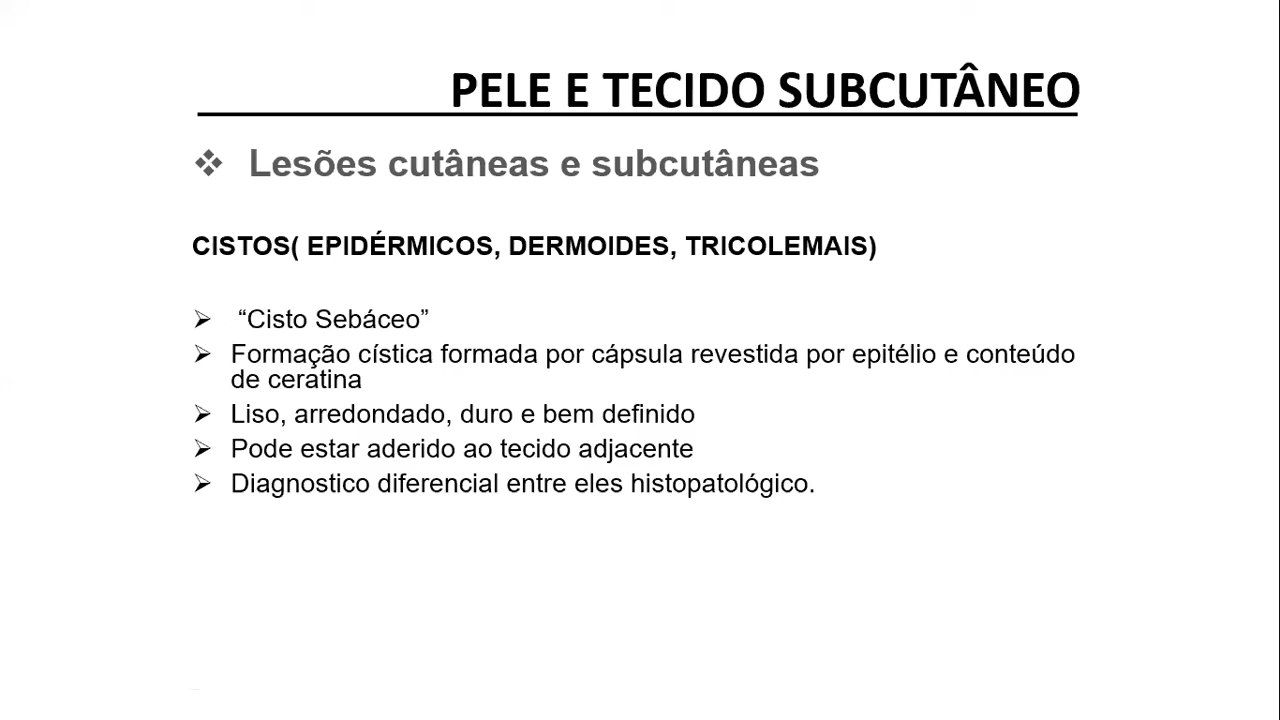 PELE E TECIDO SUBCUTÂNEO
❖ Lesões cutâneas e subcutâneas
CISTOS( EPIDÉRMICOS, DERMOIDES, TRICOLEMAIS)
➢ “Cisto Sebáceo”
➢ Formação cística formada por cápsula revestida por epitélio e conteúdo
de ceratina
➢ Liso, arredondado, duro e bem definido
➢ Pode estar aderido ao tecido adjacente
➢ Diagnostico diferencial entre eles histopatológico.